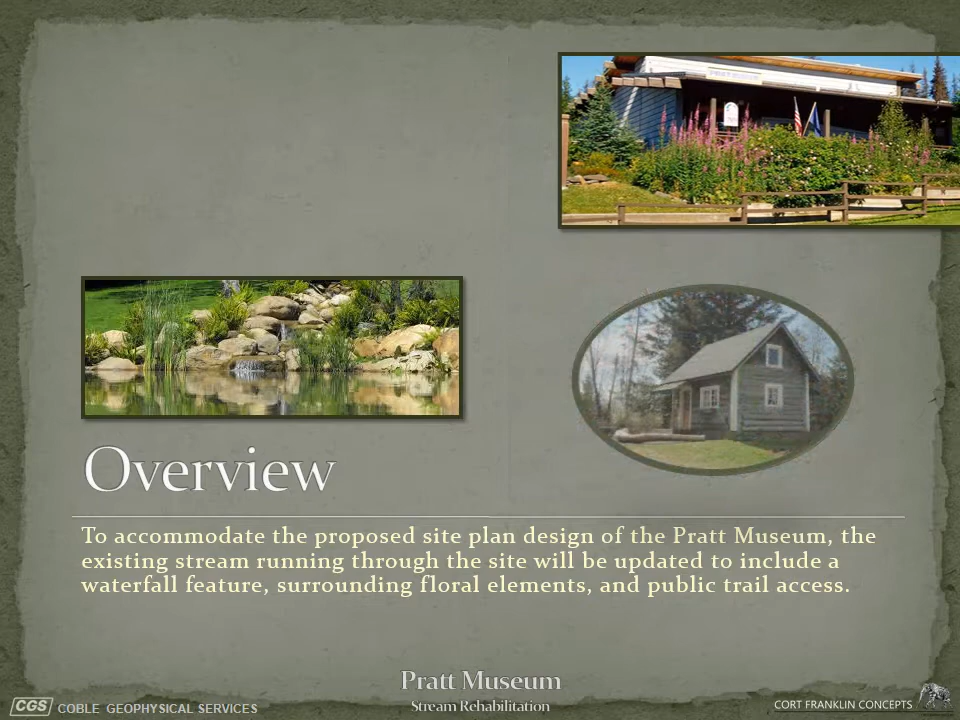 Overview
To accommodate the proposed site plan design of the Pratt Museum, the
existing stream running through the site will be updated to include a
waterfall feature, surrounding floral elements, and public trail access.
Pratt Museum
Stream Rehabilitation
CGS COBLE GEOPHYSICAL SERVICES
CORT FRANKLIN CONCEPTS